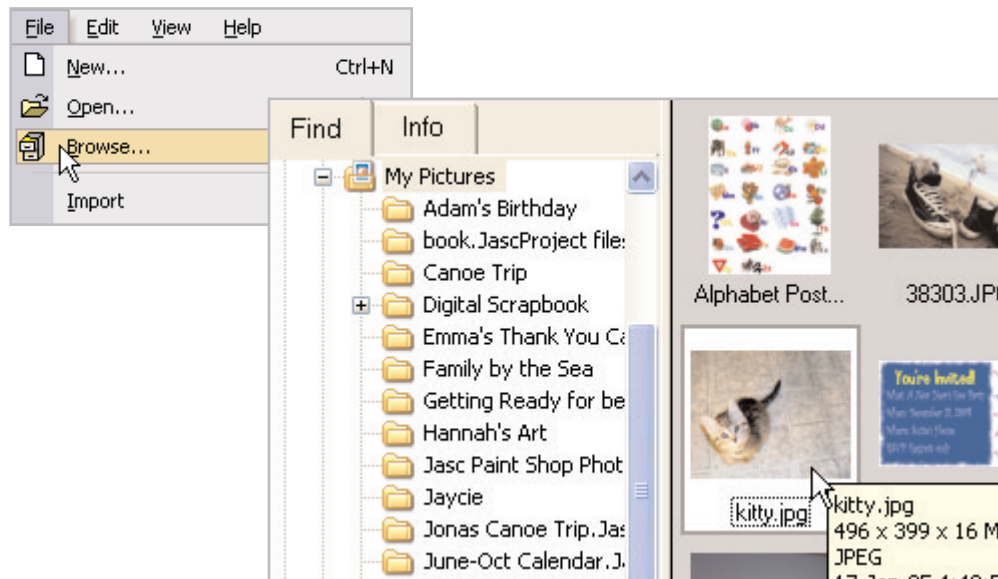 File Edit View Help
New... Ctrl+N
Open...
Browse...
Import
Find Info
My Pictures
Adam's Birthday
book.JascProject file
Canoe Trip
Digital Scrapbook
Emma's Thank You Ca
Family by the Sea
Getting Ready for be
Hannah's Art
Jasc Paint Shop Phot
Jaycie
Jonas Canoe Trip.Jas
June-Oct Calendar.J
Alphabet Post... 38303.JP
You're Invited!
kitty.jpg
kitty.jpg
496 x 399 x 16 M
JPEG